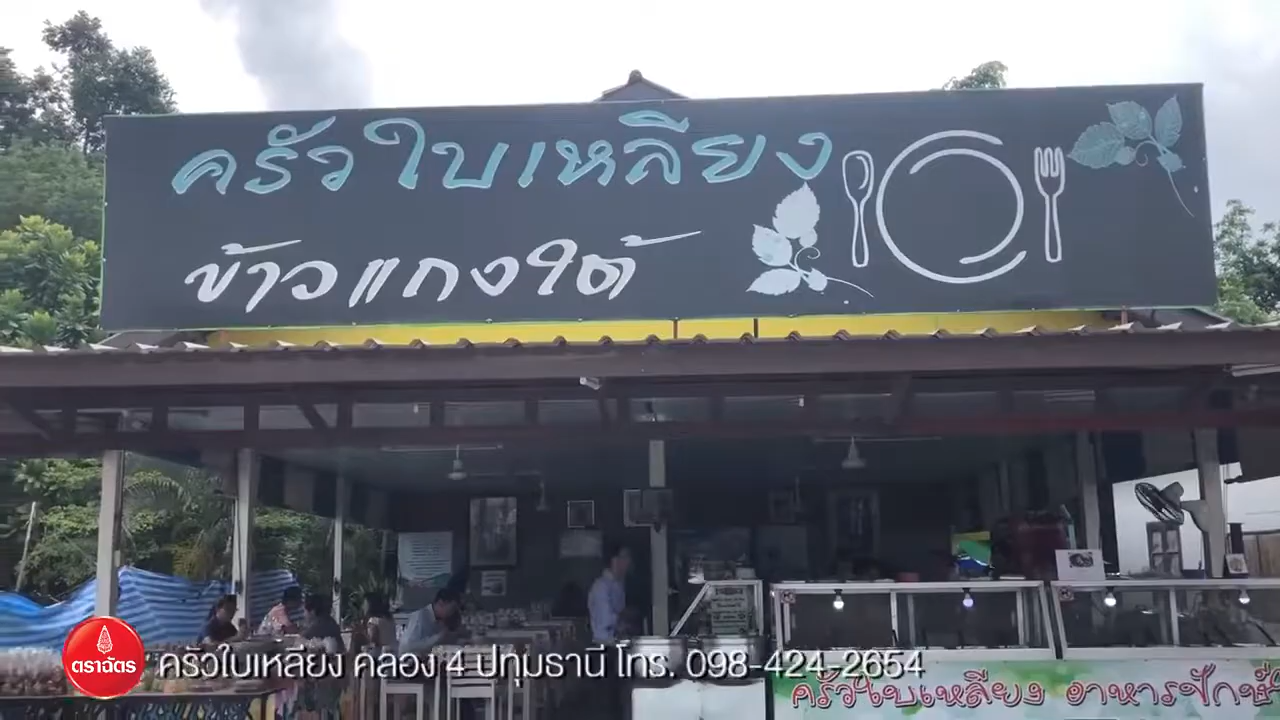 ครัวใบเหลียง
ข้าวแกงใต้
ตราฉัตร
ครัวใบเหลียง คลอง 4 ปทุมธานี โทร. 098-424-2654
ครัวใบเหลียง อาหารปักษ์